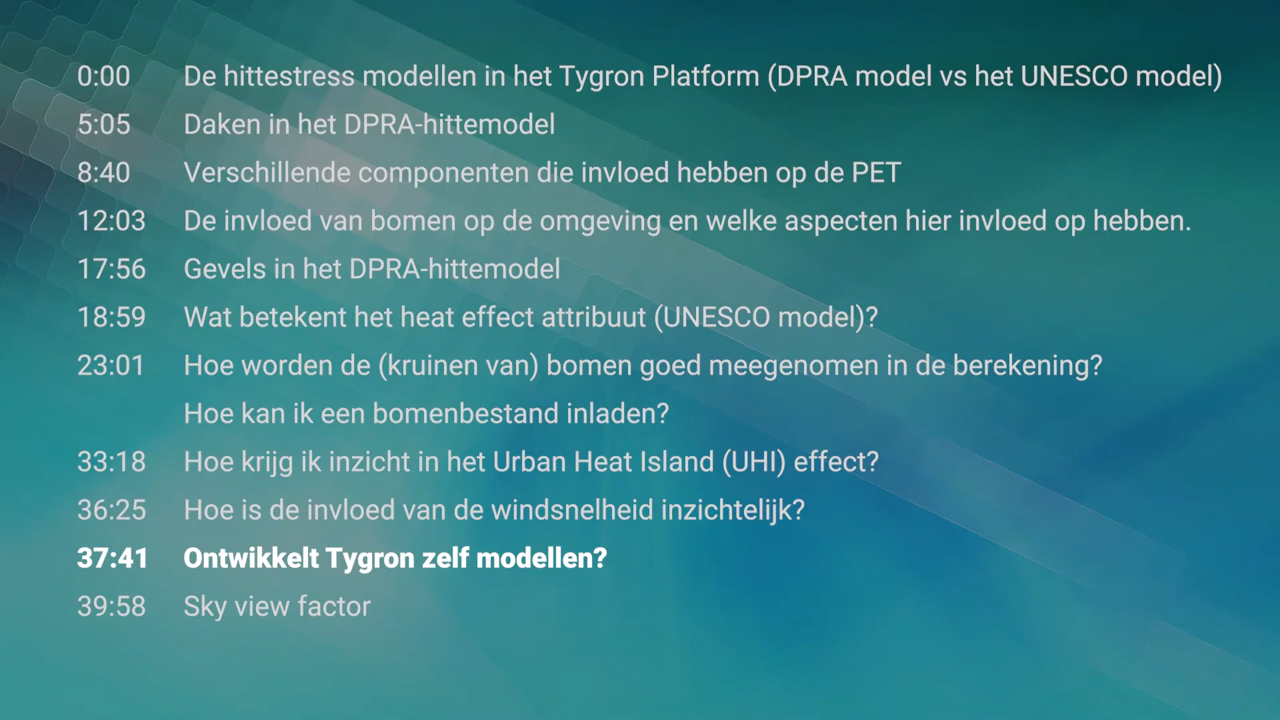 0:00 De hittestress modellen in het Tygron Platform (DPRA model vs het UNESCO model)
5:05 Daken in het DPRA-hittemodel
8:40 Verschillende componenten die invloed hebben op de PET
12:03 De invloed van bomen op de omgeving en welke aspecten hier invloed op hebben.
17:56 Gevels in het DPRA-hittemodel
18:59 Wat betekent het heat effect attribuut (UNESCO model)?
23:01 Hoe worden de (kruinen van) bomen goed meegenomen in de berekening?
Hoe kan ik een bomenbestand inladen?
33:18 Hoe krijg ik inzicht in het Urban Heat Island (UHI) effect?
36:25 Hoe is de invloed van de windsnelheid inzichtelijk?
37:41 Ontwikkelt Tygron zelf modellen?
39:58 Sky view factor